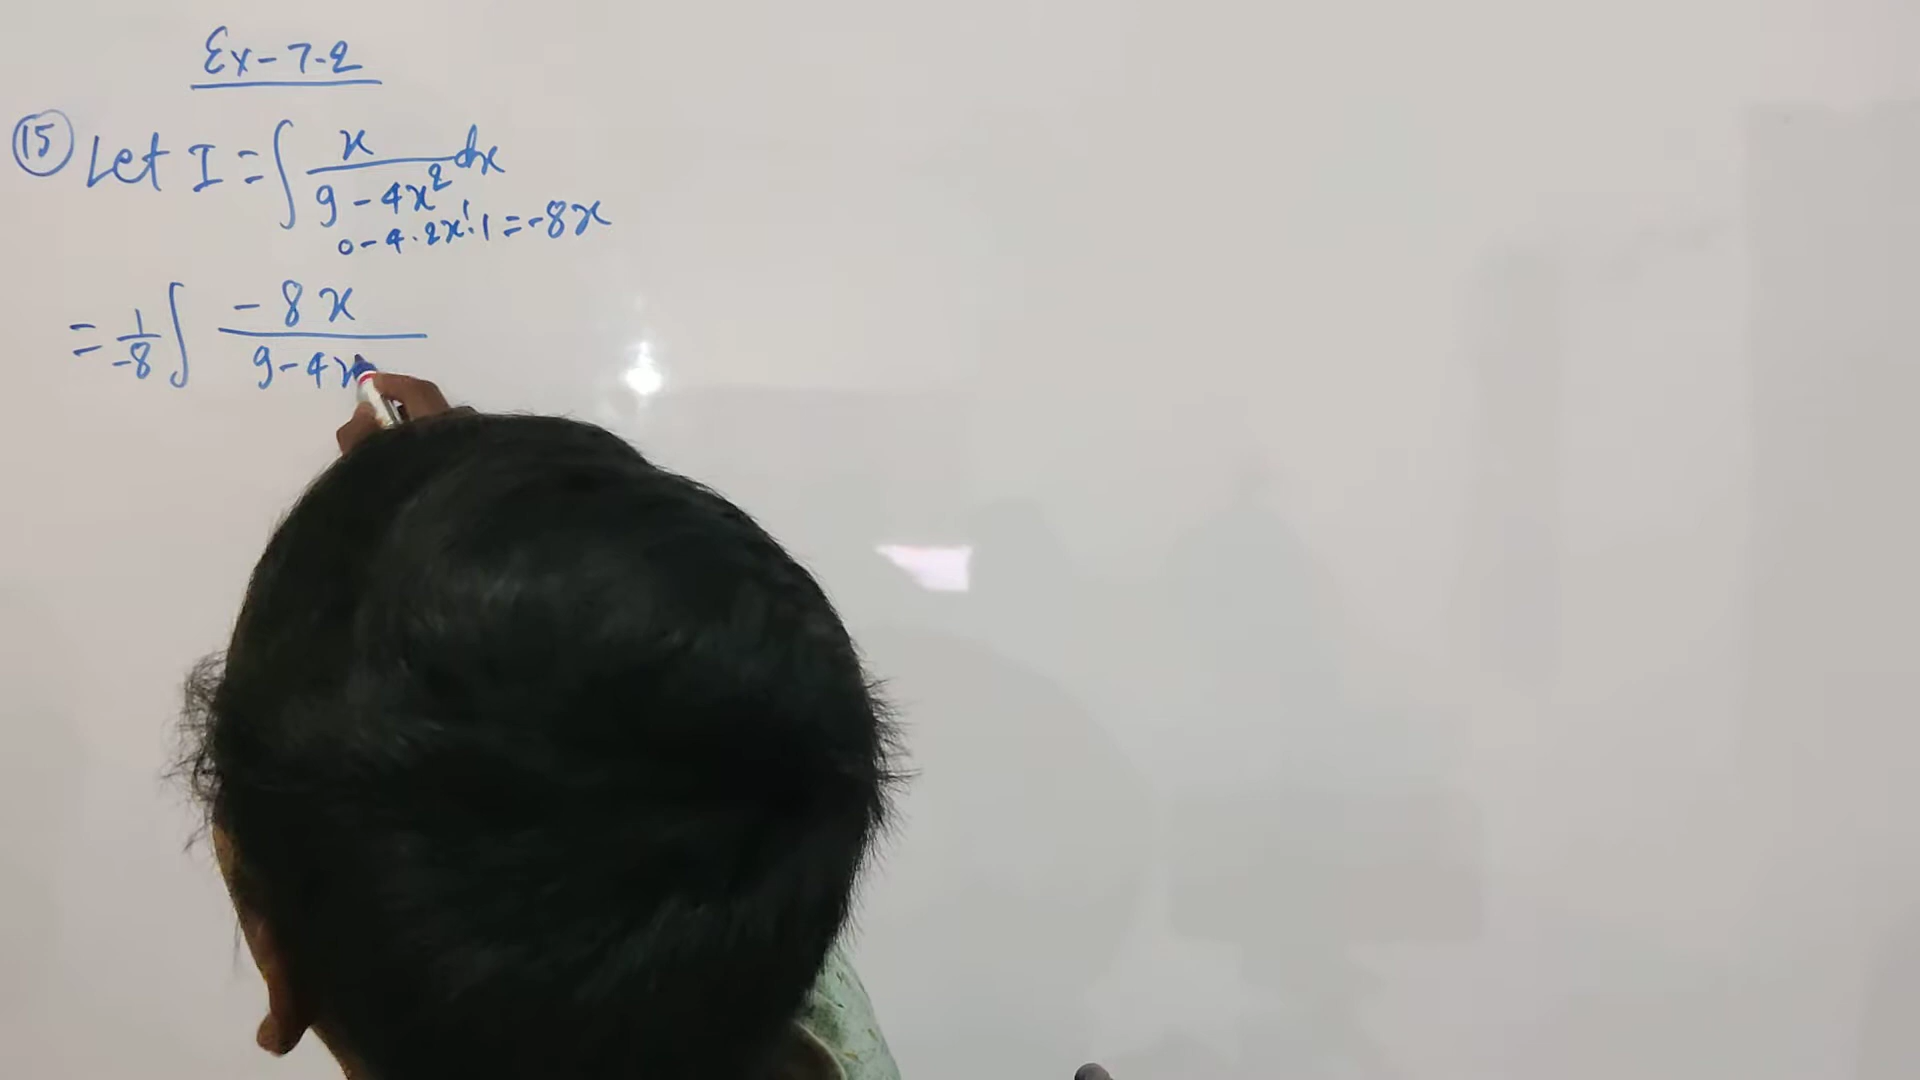 Ex-7.2
15 Let I = ∫ x / (9 - 4x²) dx
0 - 4.2x¹.1 = -8x
= 1/-8 ∫ -8x / (9 - 4x